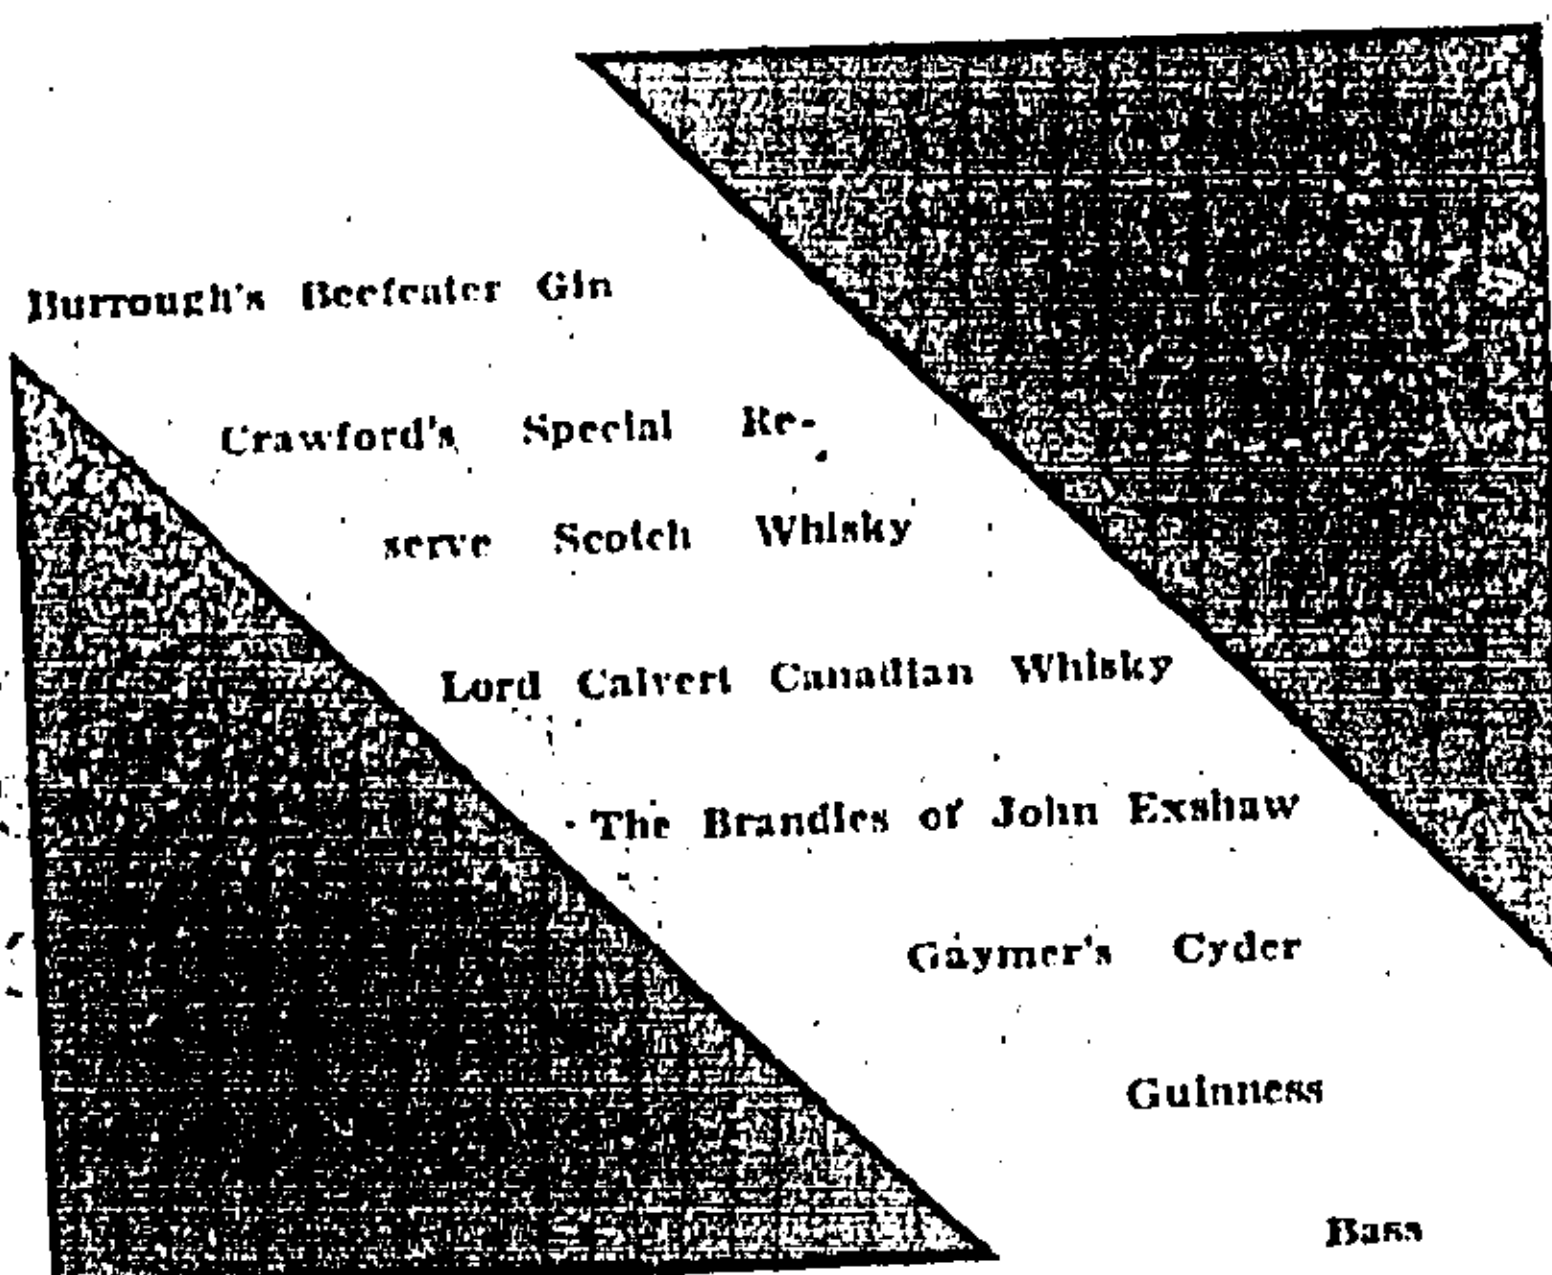 Burrough's Beefeater Gin
Crawford's Special Re-
serve Scotch Whisky
Lord Calvert Canadian Whisky
The Brandies of John Exshaw
Gaymer's Cyder
Guinness
Bass